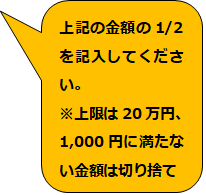 上記の金額の 1/2
を記入してくださ
い。
※上限は 20 万円、
1,000 円に満たな
い金額は切り捨て